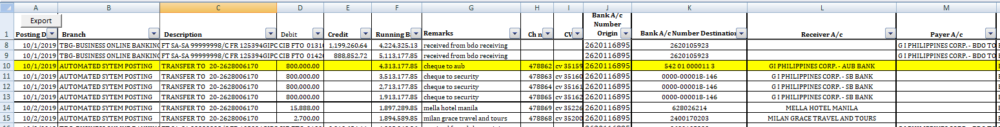 A B C D E F G H I J K L M
Export
1 Posting D Branch Description Debit Credit Running B Remarks Ch n CV Bank A/c Number Origin Bank A/c Number Destination Receiver A/c Payer A/c
8 10/1/2019 TBG-BUSINESS ONLINE BANKING FT SA-SA 99999998/C FR 125394GIPC CIB FTO 0131 1,199,260.64 4,224,325.13 received from bdo receiving 2620116895 2620105923 G I PHILIPPINES CORP. - BDO TO
9 10/1/2019 TBG-BUSINESS ONLINE BANKING FT SA-SA 99999998/C FR 125394GIPC CIB FTO 0142 888,852.72 5,113,177.85 received from bdo receiving 2620116895 2620105923 G I PHILIPPINES CORP. - BDO TO
10 10/1/2019 AUTOMATED SYTEM POSTING TRANSFER TO 20-2628006170 800,000.00 4,313,177.85 cheque to aub 478862 cv 35159 2620116895 542 01 000011 3 GI PHILIPPINES CORP. - AUB BANK
11 10/1/2019 AUTOMATED SYTEM POSTING TRANSFER TO 20-2628006170 800,000.00 3,513,177.85 cheque to security 478863 cv 35160 2620116895 0000-000018-146 G I PHILIPPINES CORP. - SB BANK
12 10/1/2019 AUTOMATED SYTEM POSTING TRANSFER TO 20-2628006170 800,000.00 2,713,177.85 cheque to security 478864 cv 35161 2620116895 0000-000018-146 G I PHILIPPINES CORP. - SB BANK
13 10/1/2019 AUTOMATED SYTEM POSTING TRANSFER TO 20-2628006170 800,000.00 1,913,177.85 cheque to security 478865 cv 35162 2620116895 0000-000018-146 G I PHILIPPINES CORP. - SB BANK
14 10/2/2019 AUTOMATED SYTEM POSTING TRANSFER TO 20-2628006170 15,888.00 1,897,289.85 mella hotel manila 478869 cv 35226 2620116895 628026214 MELLA HOTEL MANILA
15 10/2/2019 AUTOMATED SYTEM POSTING TRANSFER TO 20-2628006170 2,700.00 1,894,589.85 milan grace travel and tours 478868 cv 35200 2620116895 2400170203 MILAN GRACE TRAVEL AND TOURS